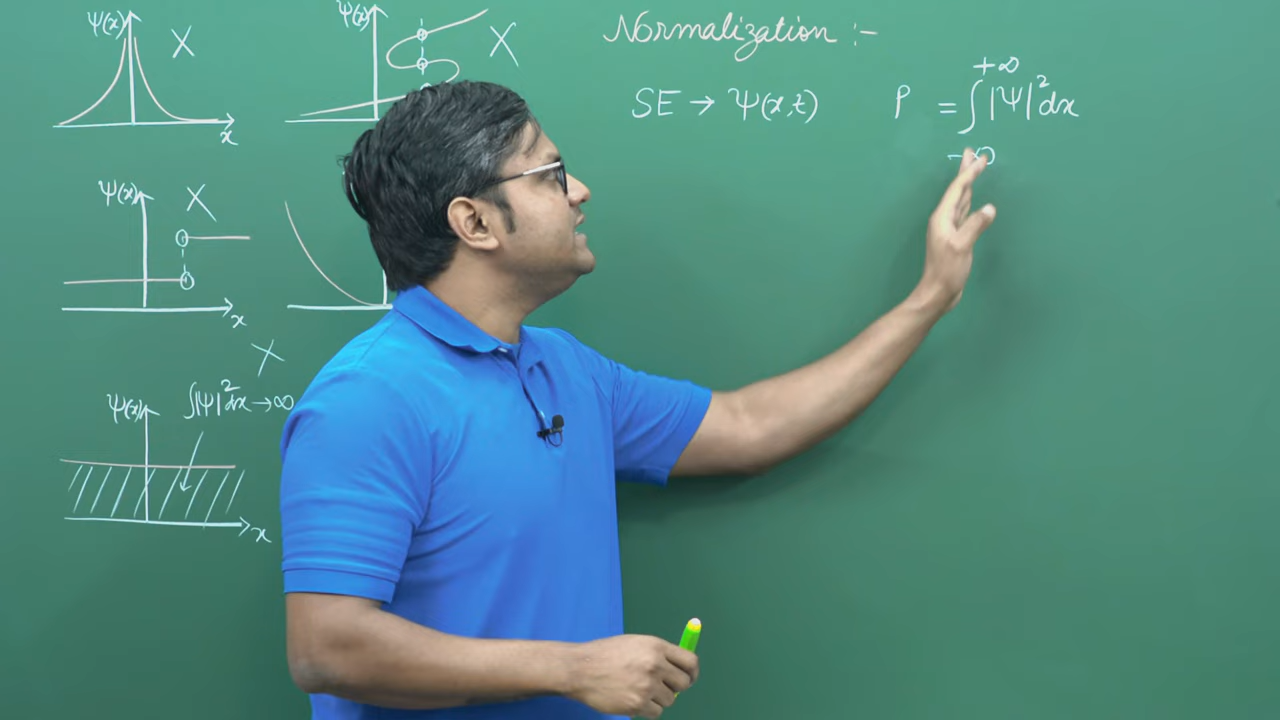 Ψ(x)
X
x
Ψ(x)
X
Ψ(x)
X
x
X
Ψ(x)
∫|Ψ|²dx → ∞
x
Normalization :-
SE → Ψ(x,t)
P = ∫|Ψ|²dx
+∞
-∞